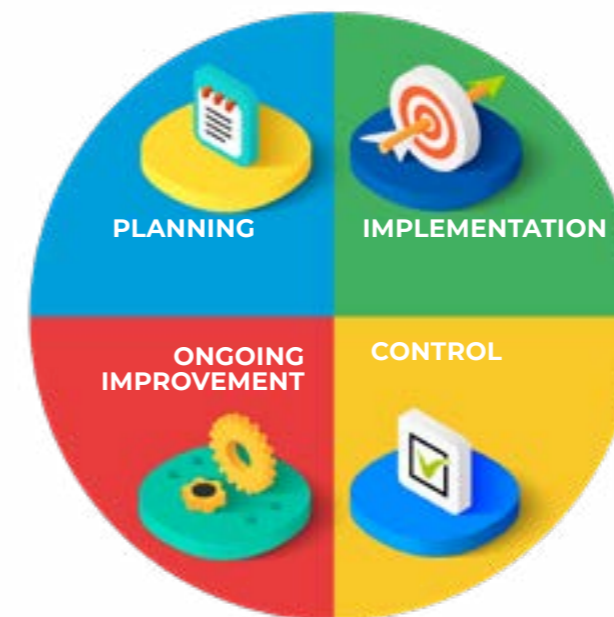 PLANNING
IMPLEMENTATION
ONGOING
IMPROVEMENT
CONTROL